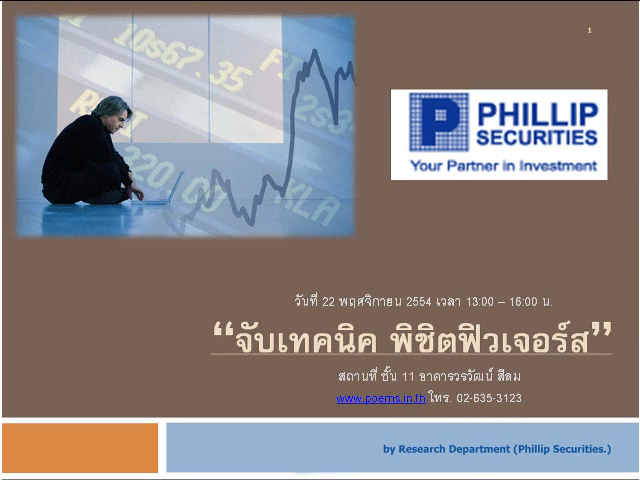 1
10s67.35
PHILLIP
SECURITIES
Your Partner in Investment
วันที่ 22 พฤศจิกายน 2554 เวลา 13:00 – 16:00 น.
“จับเทคนิค พิชิตฟิวเจอร์ส”
สถานที่ ชั้น 11 อาคารวรวัฒน์ สีลม
www.poems.in.th โทร. 02-635-3123
by Research Department (Phillip Securities.)